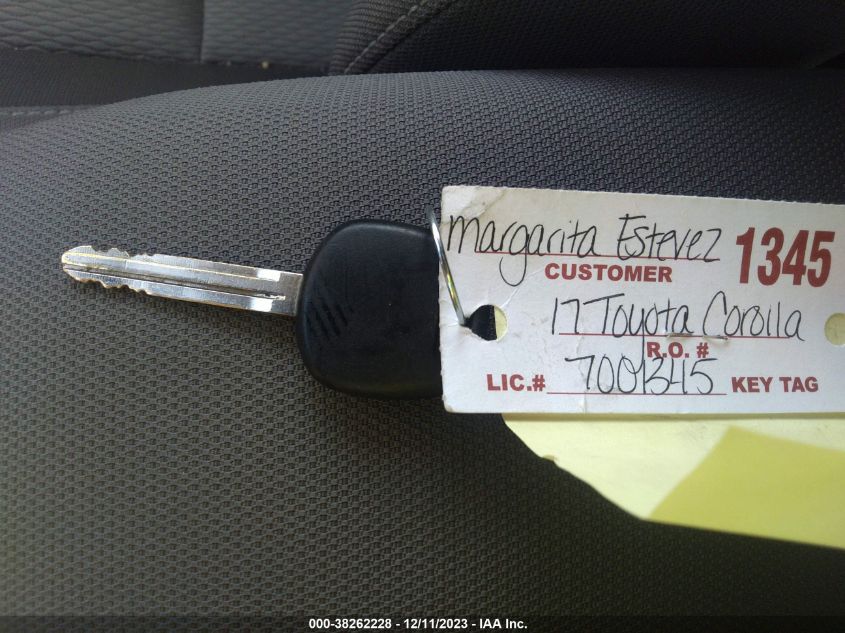 Margarita Estevez
CUSTOMER
1345
17 Toyota Corolla
R.O. #
LIC.# 7001345 KEY TAG
000-38262228 - 12/11/2023 - IAA Inc.